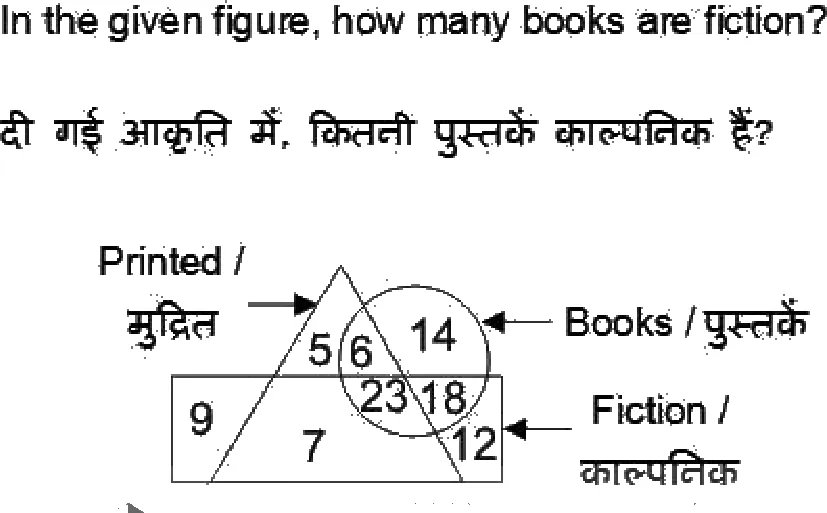 In the given figure, how many books are fiction?
दी गई आकृति में, कितनी पुस्तकें काल्पनिक हैं?
Printed /
मुद्रित
Books / पुस्तकें
5 6 14
23 18
9
Fiction /
7 12
काल्पनिक